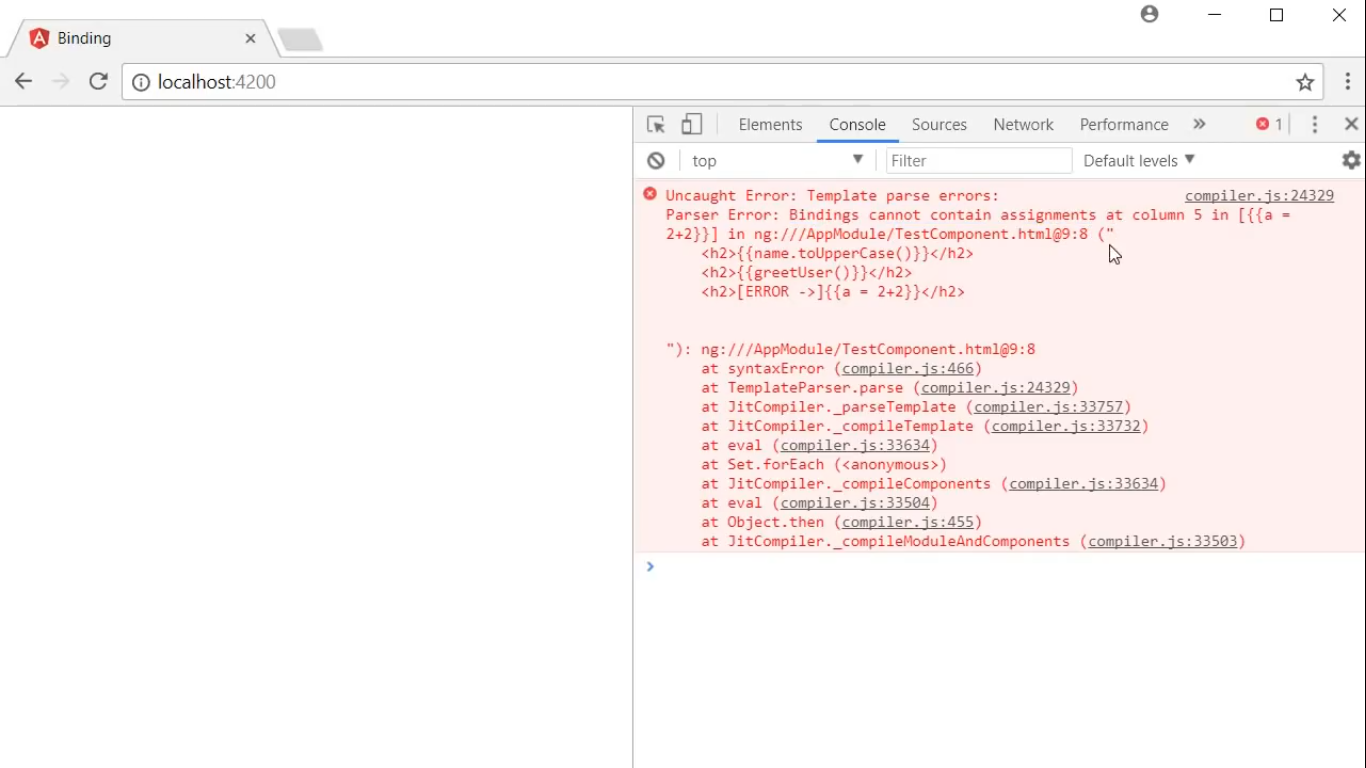 Binding
localhost:4200
Elements Console Sources Network Performance » 1
top Filter Default levels
Uncaught Error: Template parse errors: compiler.js:24329
Parser Error: Bindings cannot contain assignments at column 5 in [{{a =
2+2}}] in ng:///AppModule/TestComponent.html@9:8 ("
<h2>{{name.toUpperCase()}}</h2>
<h2>{{greetUser()}}</h2>
<h2>[ERROR ->]{{a = 2+2}}</h2>
"): ng:///AppModule/TestComponent.html@9:8
at syntaxError (compiler.js:466)
at TemplateParser.parse (compiler.js:24329)
at JitCompiler._parseTemplate (compiler.js:33757)
at JitCompiler._compileTemplate (compiler.js:33732)
at eval (compiler.js:33634)
at Set.forEach (<anonymous>)
at JitCompiler._compileComponents (compiler.js:33634)
at eval (compiler.js:33504)
at Object.then (compiler.js:455)
at JitCompiler._compileModuleAndComponents (compiler.js:33503)